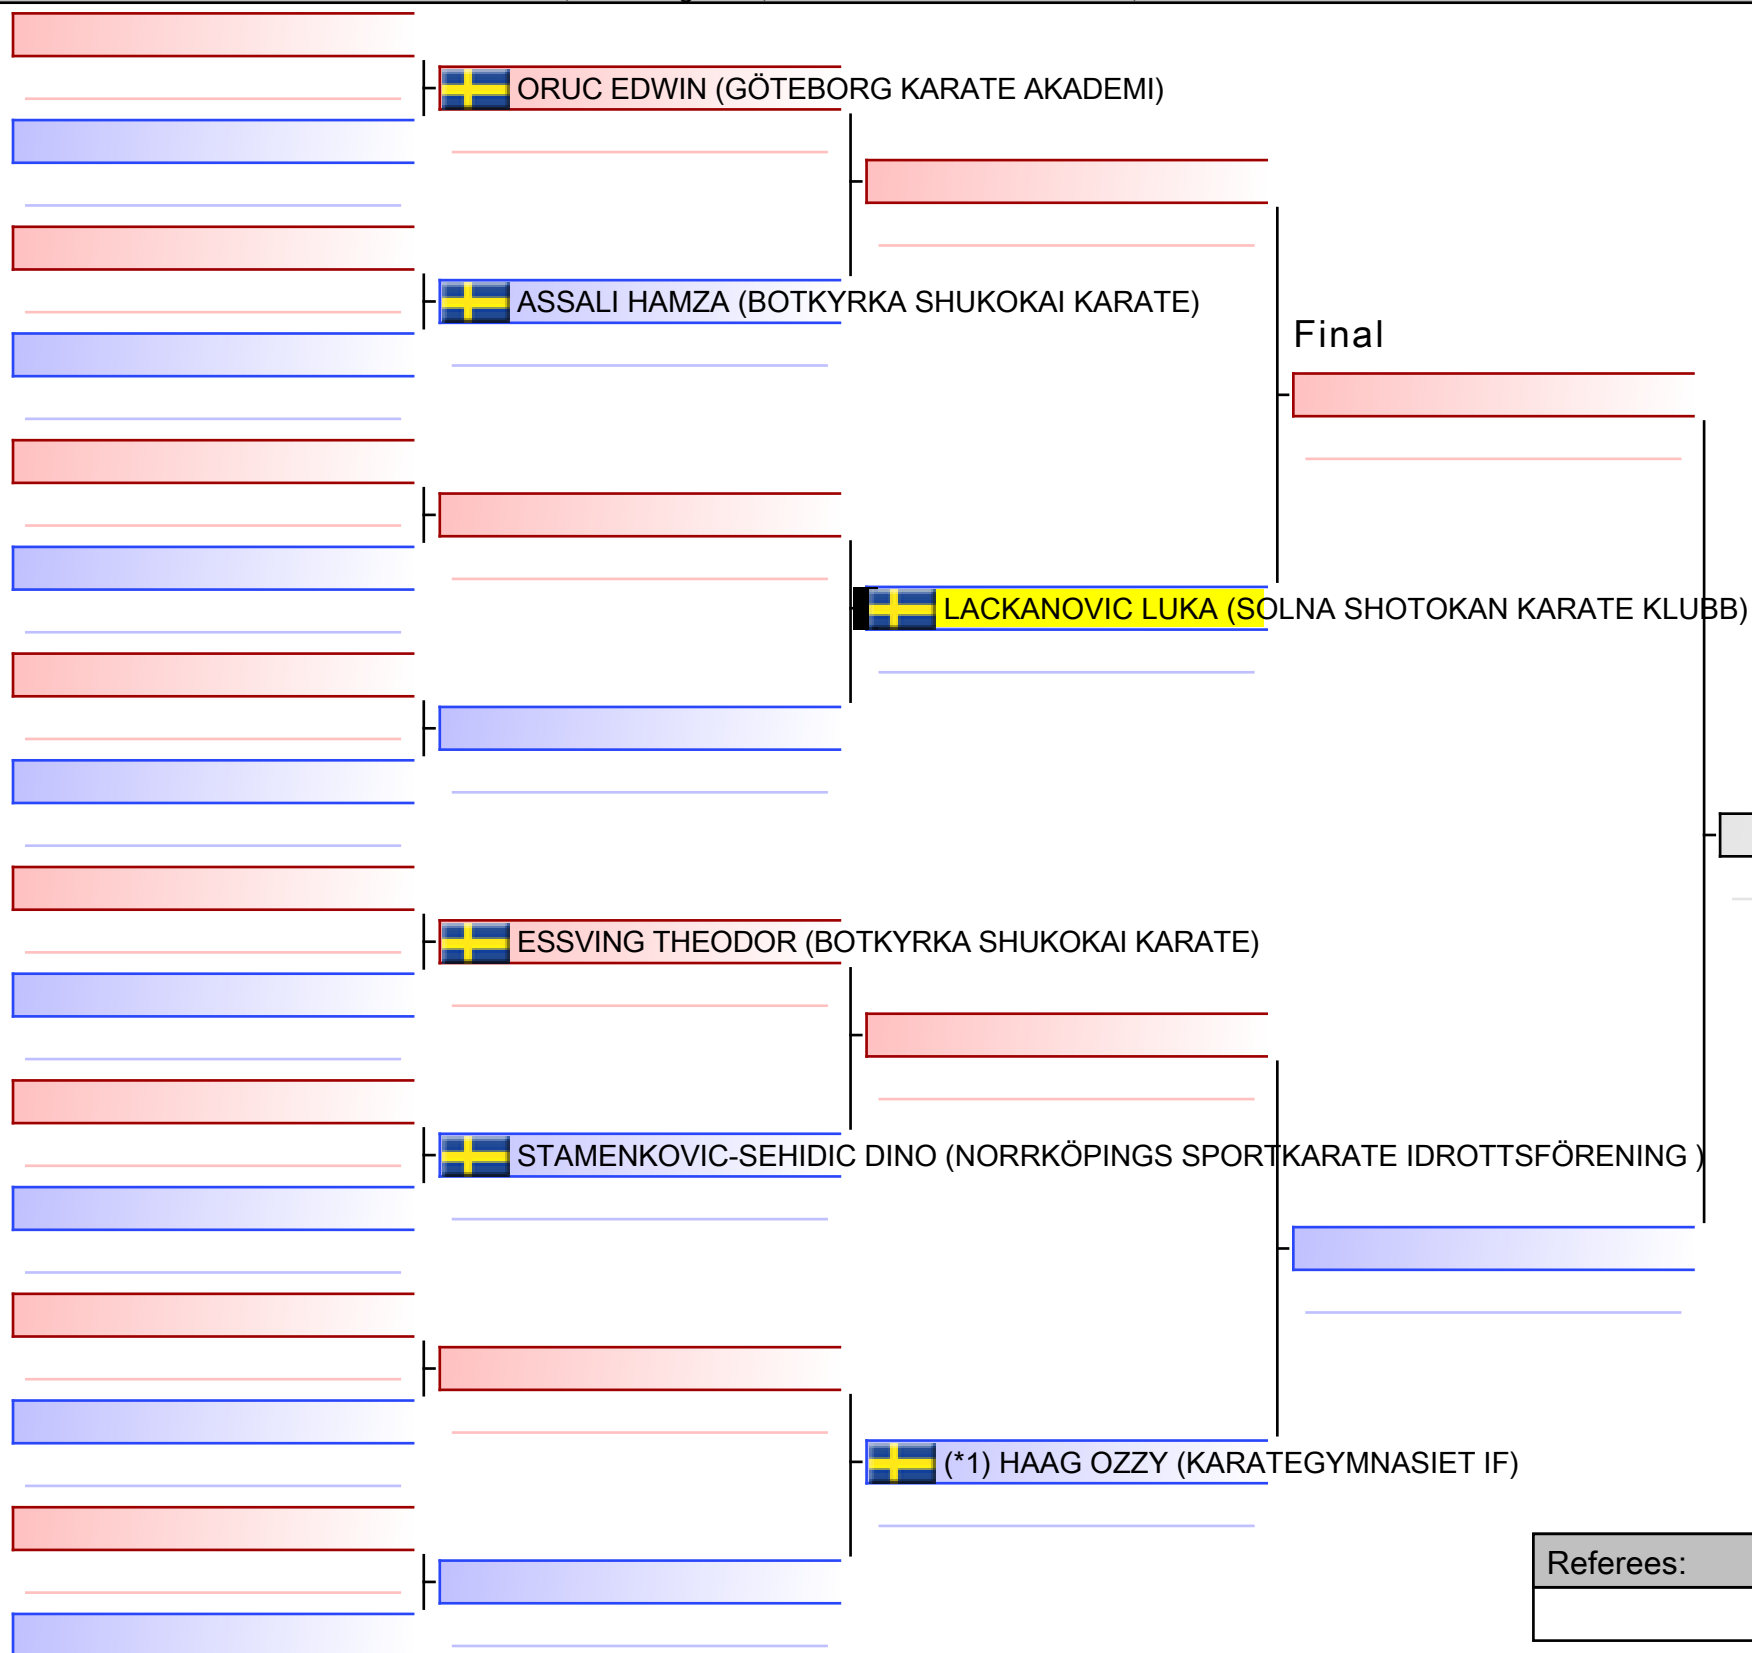 ORUC EDWIN (GÖTEBORG KARATE AKADEMI)
ASSALI HAMZA (BOTKYRKA SHUKOKAI KARATE)
Final
LACKANOVIC LUKA (SOLNA SHOTOKAN KARATE KLUBB)
ESSVING THEODOR (BOTKYRKA SHUKOKAI KARATE)
STAMENKOVIC-SEHIDIC DINO (NORRKÖPINGS SPORTKARATE IDROTTSFÖRENING )
(*1) HAAG OZZY (KARATEGYMNASIET IF)
Referees: